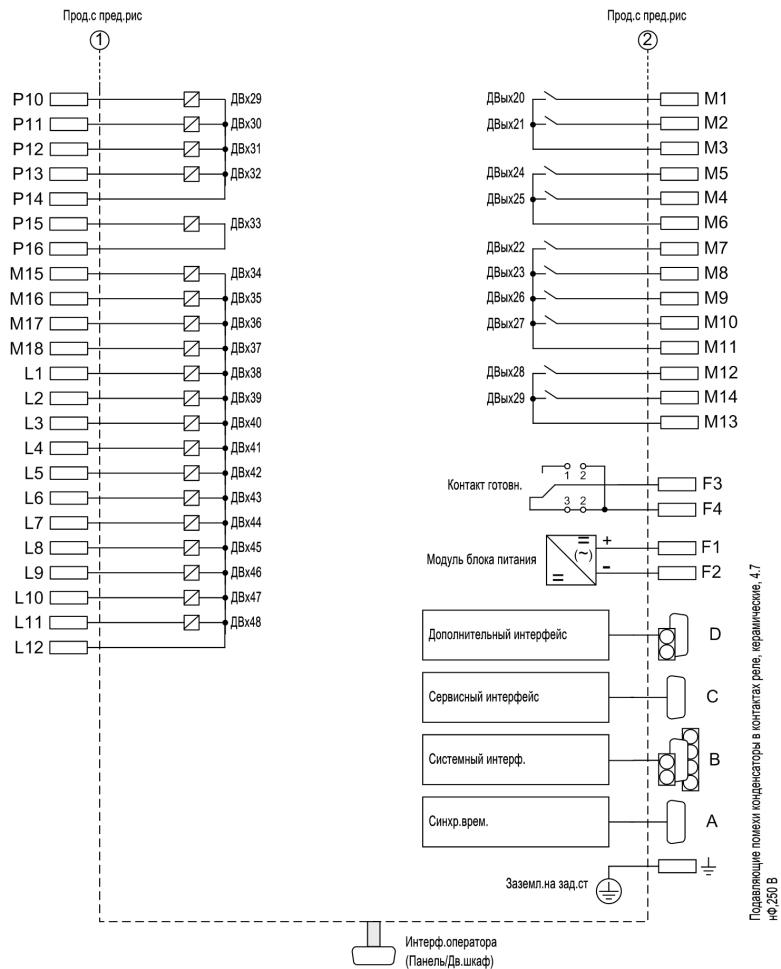 Прод.с пред.рис
1
Прод.с пред.рис
2
P10 ДВх29
P11 ДВх30
P12 ДВх31
P13 ДВх32
P14
P15 ДВх33
P16
M15 ДВх34
M16 ДВх35
M17 ДВх36
M18 ДВх37
L1 ДВх38
L2 ДВх39
L3 ДВх40
L4 ДВх41
L5 ДВх42
L6 ДВх43
L7 ДВх44
L8 ДВх45
L9 ДВх46
L10 ДВх47
L11 ДВх48
L12
ДВых20 M1
ДВых21 M2
M3
ДВых24 M5
ДВых25 M4
M6
ДВых22 M7
ДВых23 M8
ДВых26 M9
ДВых27 M10
M11
ДВых28 M12
ДВых29 M14
M13
1 2
Контакт готовн. F3
3 2
F4
Модуль блока питания = (~) = + F1
- F2
Дополнительный интерфейс D
Сервисный интерфейс C
Системный интерф. B
Синхр.врем. A
Заземл.на зад.ст
Интерф.оператора
(Панель/Дв.шкаф)
Подавляющие помехи конденсаторы в контактах реле, керамические, 4.7
нФ,250 В